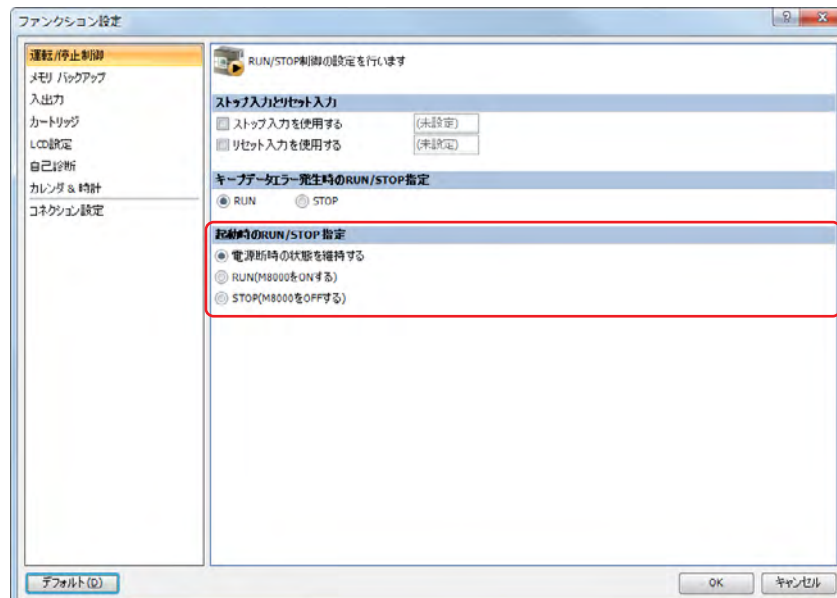 ファンクション設定
運転/停止制御
メモリ バックアップ
入出力
カートリッジ
LCD設定
自己診断
カレンダ & 時計
コネクション設定
RUN/STOP制御の設定を行います
ストップ入力とリセット入力
ストップ入力を使用する
(未設定)
リセット入力を使用する
(未設定)
キープデータエラー発生時のRUN/STOP指定
RUN
STOP
起動時のRUN/STOP 指定
電源断時の状態を維持する
RUN(M8000をONする)
STOP(M8000をOFFする)
デフォルト(D)
OK
キャンセル